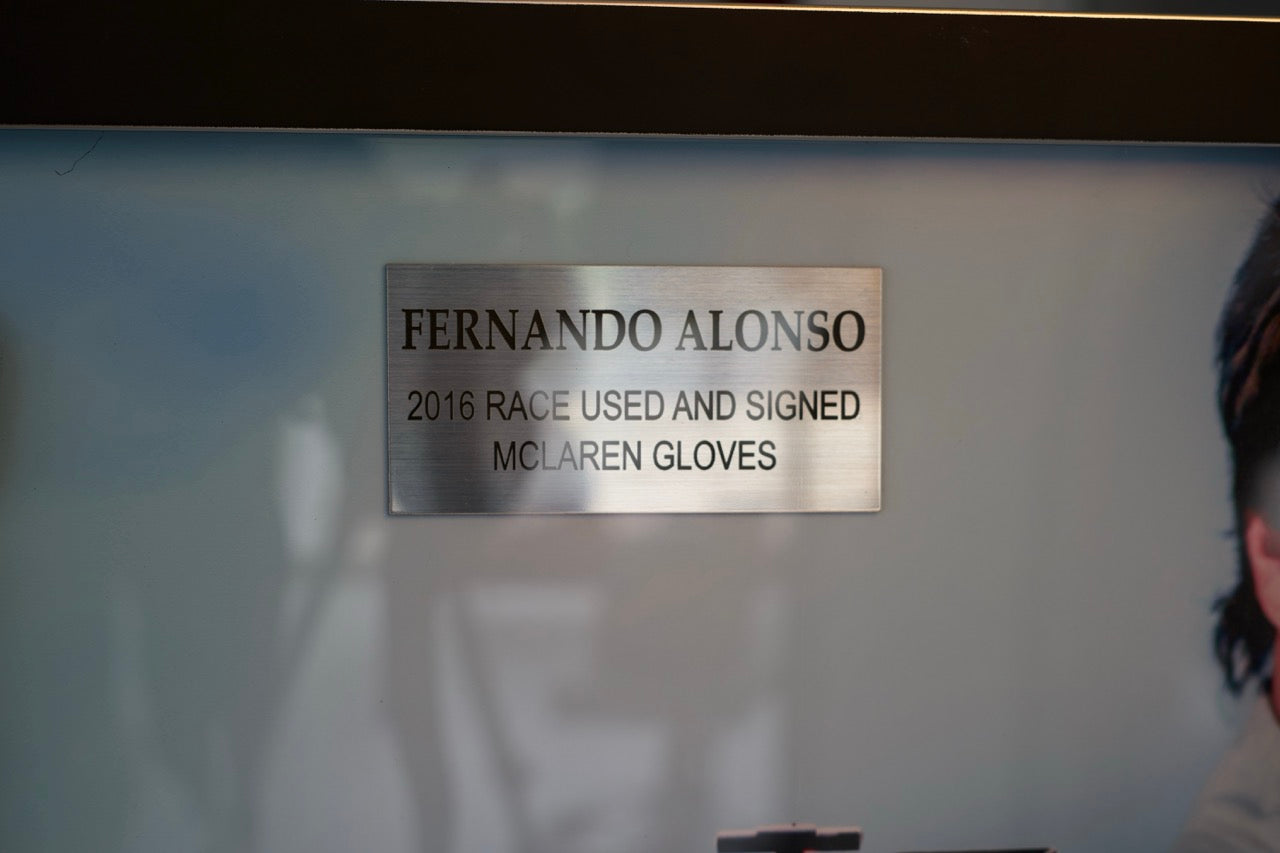 FERNANDO ALONSO
2016 RACE USED AND SIGNED
MCLAREN GLOVES